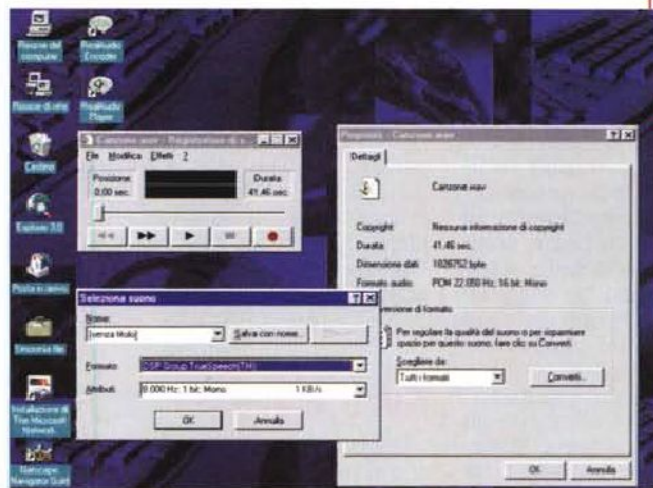 Risorse del
computer
RealAudio
Encoder
Risorse di rete
RealAudio
Player
Cestino
Explorer 3.0
Posta in arrivo
Sincronia file
Installazione di
The Microsoft
Network
Netscape
Navigator Gold
Canzone.wav - Registratore di s...
File Modifica Effetti ?
Posizione:
0,00 sec.
Durata:
41,46 sec.
Seleziona suono
Nome:
[senza titolo]
Salva con nome...
Formato:
DSP Group TrueSpeech(TM)
Attributi:
8.000 Hz; 1 bit; Mono 1 KB/s
OK
Annulla
Proprietà - Canzone.wav
Dettagli
Canzone.wav
Copyright: Nessuna informazione di copyright
Durata: 41,46 sec.
Dimensione dati:
Formato audio: PCM 22.050 Hz; 16 bit; Mono
Conversione di formato
Per regolare la qualità del suono o per risparmiare
spazio per questo suono, fare clic su Converti.
Scegliere da:
Tutti i formati
Converti...
OK
Annulla